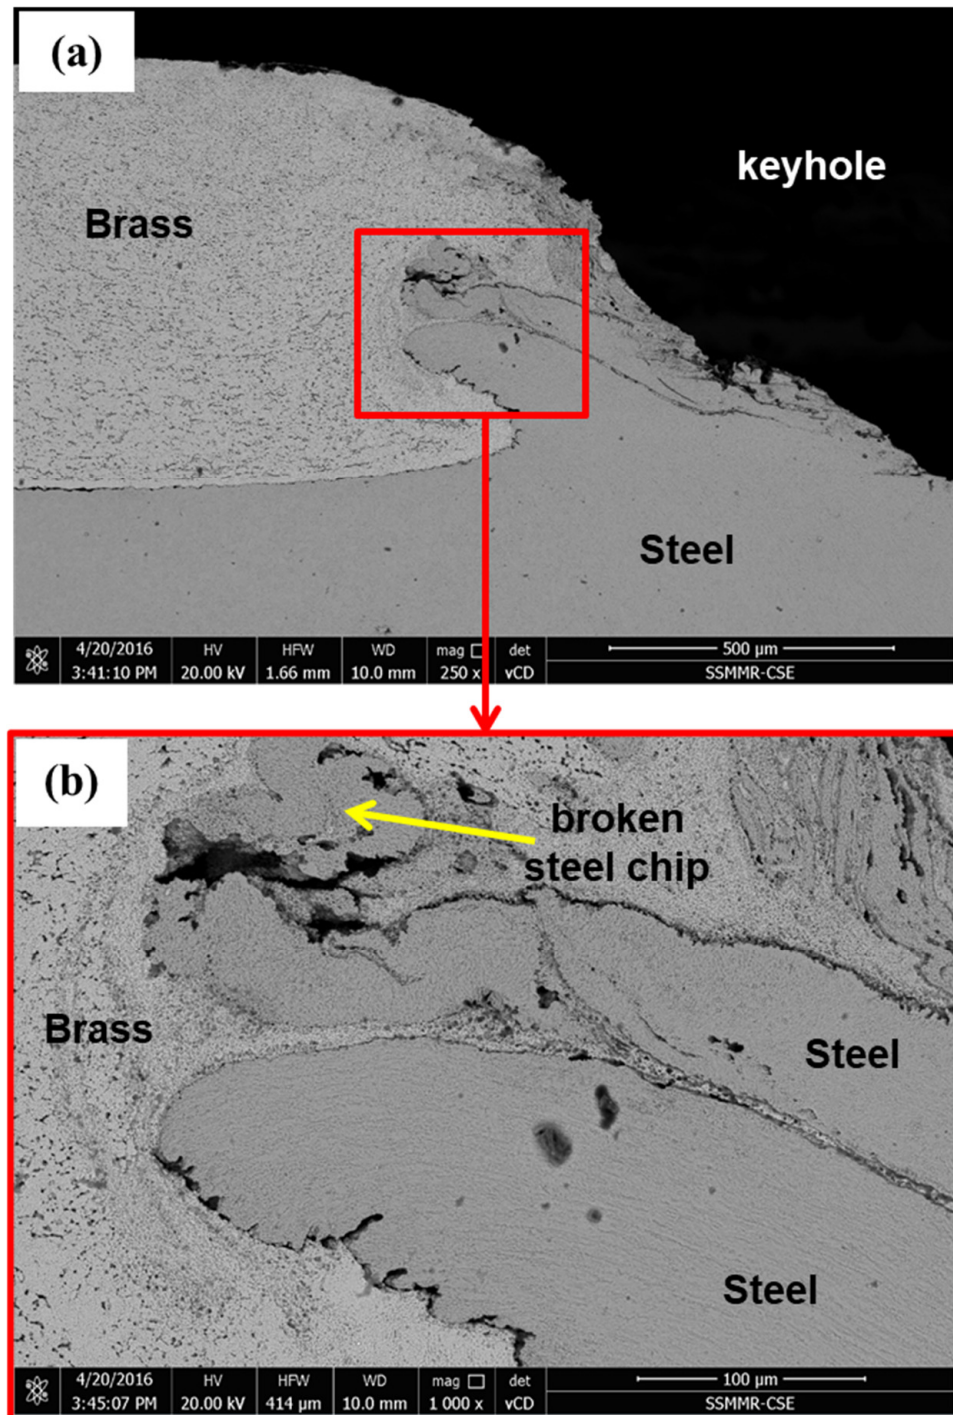 (a)
keyhole
Brass
Steel
4/20/2016 HV HFW WD mag det 500 µm
3:41:10 PM 20.00 kV 1.66 mm 10.0 mm 250 x vCD SSMMR-CSE
(b)
broken
steel chip
Brass
Steel
Steel
4/20/2016 HV HFW WD mag det 100 µm
3:45:07 PM 20.00 kV 414 µm 10.0 mm 1 000 x vCD SSMMR-CSE